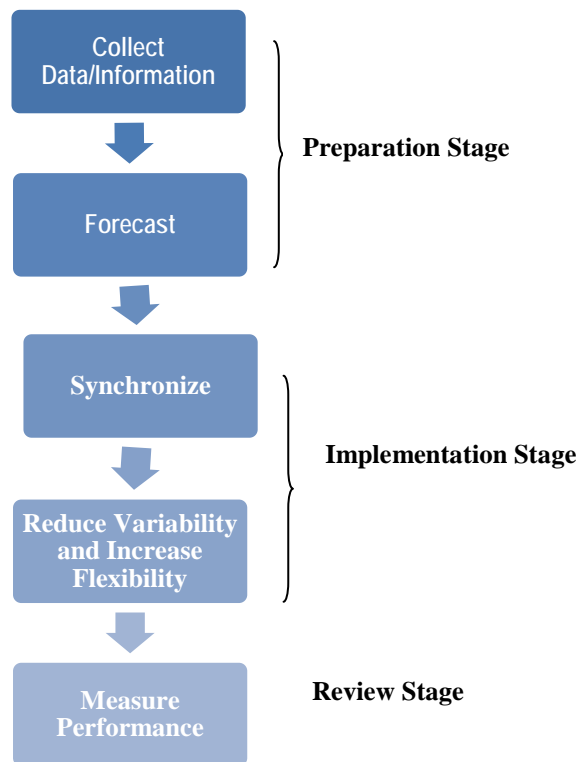 Collect
Data/Information
Preparation Stage
Forecast
Synchronize
Implementation Stage
Reduce Variability
and Increase
Flexibility
Measure
Performance
Review Stage